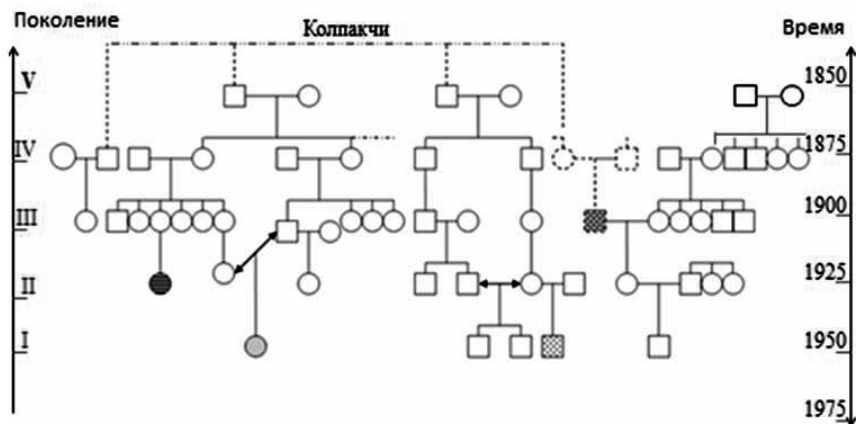 Поколение
Колпакчи
Время
V
1850
IV
1875
III
1900
II
1925
I
1950
1975